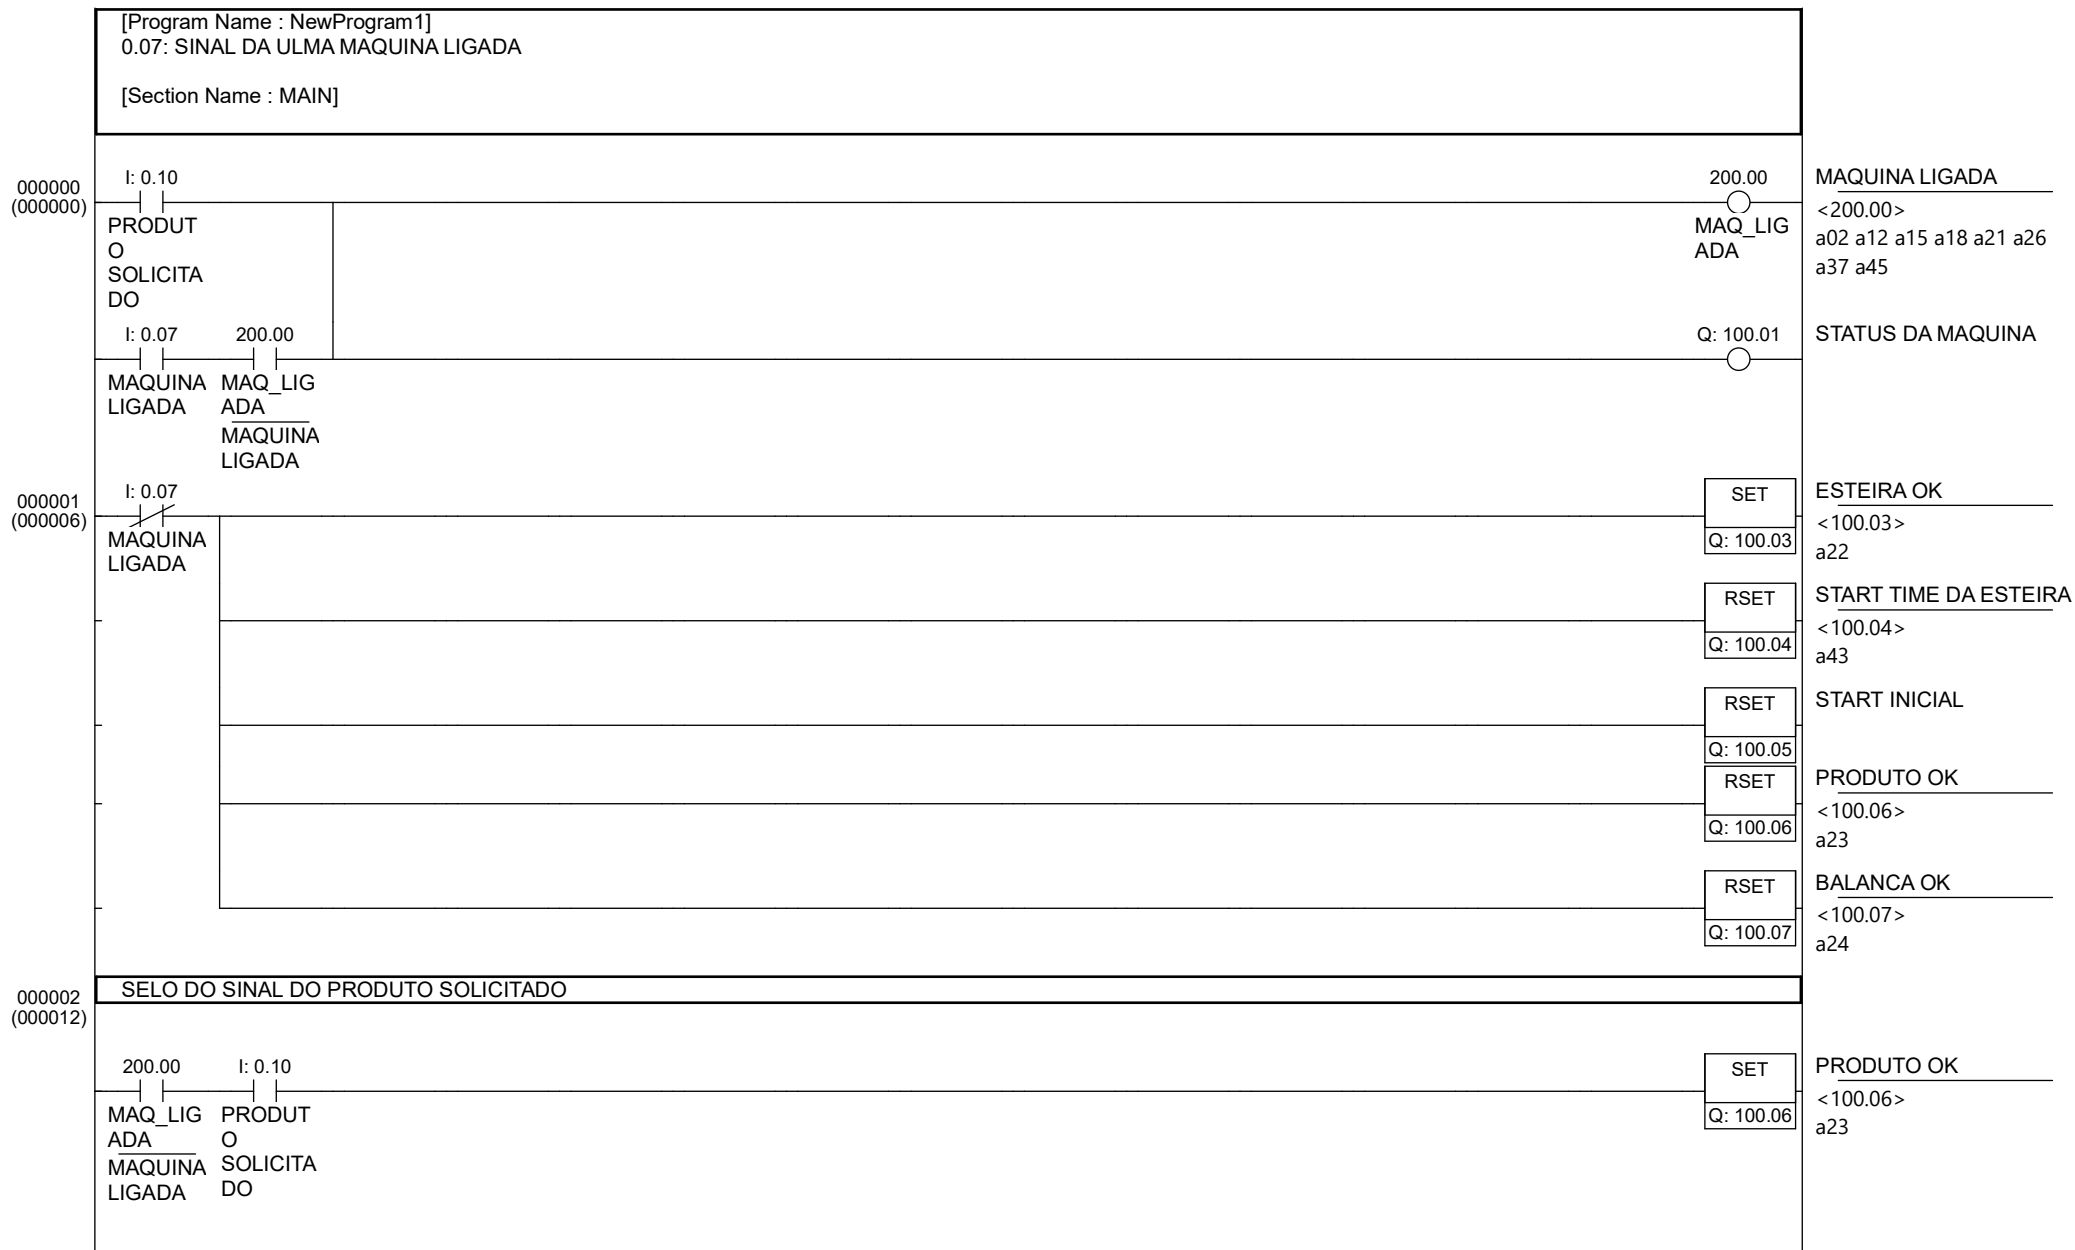 [Program Name : NewProgram1]
0.07: SINAL DA ULMA MAQUINA LIGADA
[Section Name : MAIN]
000000
(000000)
I: 0.10
PRODUT
O
SOLICITA
DO
200.00
MAQ_LIG
ADA
MAQUINA LIGADA
<200.00>
a02 a12 a15 a18 a21 a26
a37 a45
I: 0.07
MAQUINA
LIGADA
200.00
MAQ_LIG
ADA
MAQUINA
LIGADA
Q: 100.01
STATUS DA MAQUINA
000001
(000006)
I: 0.07
MAQUINA
LIGADA
SET
Q: 100.03
ESTEIRA OK
<100.03>
a22
RSET
Q: 100.04
START TIME DA ESTEIRA
<100.04>
a43
RSET
Q: 100.05
START INICIAL
RSET
Q: 100.06
PRODUTO OK
<100.06>
a23
RSET
Q: 100.07
BALANCA OK
<100.07>
a24
000002
(000012)
SELO DO SINAL DO PRODUTO SOLICITADO
200.00
MAQ_LIG
ADA
MAQUINA
LIGADA
I: 0.10
PRODUT
O
SOLICITA
DO
SET
Q: 100.06
PRODUTO OK
<100.06>
a23